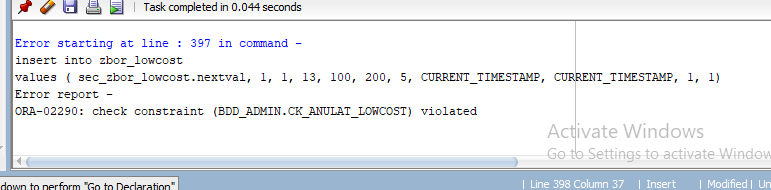 Task completed in 0.044 seconds
Error starting at line : 397 in command -
insert into zbor_lowcost
values ( sec_zbor_lowcost.nextval, 1, 1, 13, 100, 200, 5, CURRENT_TIMESTAMP, CURRENT_TIMESTAMP, 1, 1)
Error report -
ORA-02290: check constraint (BDD_ADMIN.CK_ANULAT_LOWCOST) violated
Activate Windows
Go to Settings to activate Window
down to perform "Go to Declaration"
Line 398 Column 37 | Insert | Modified